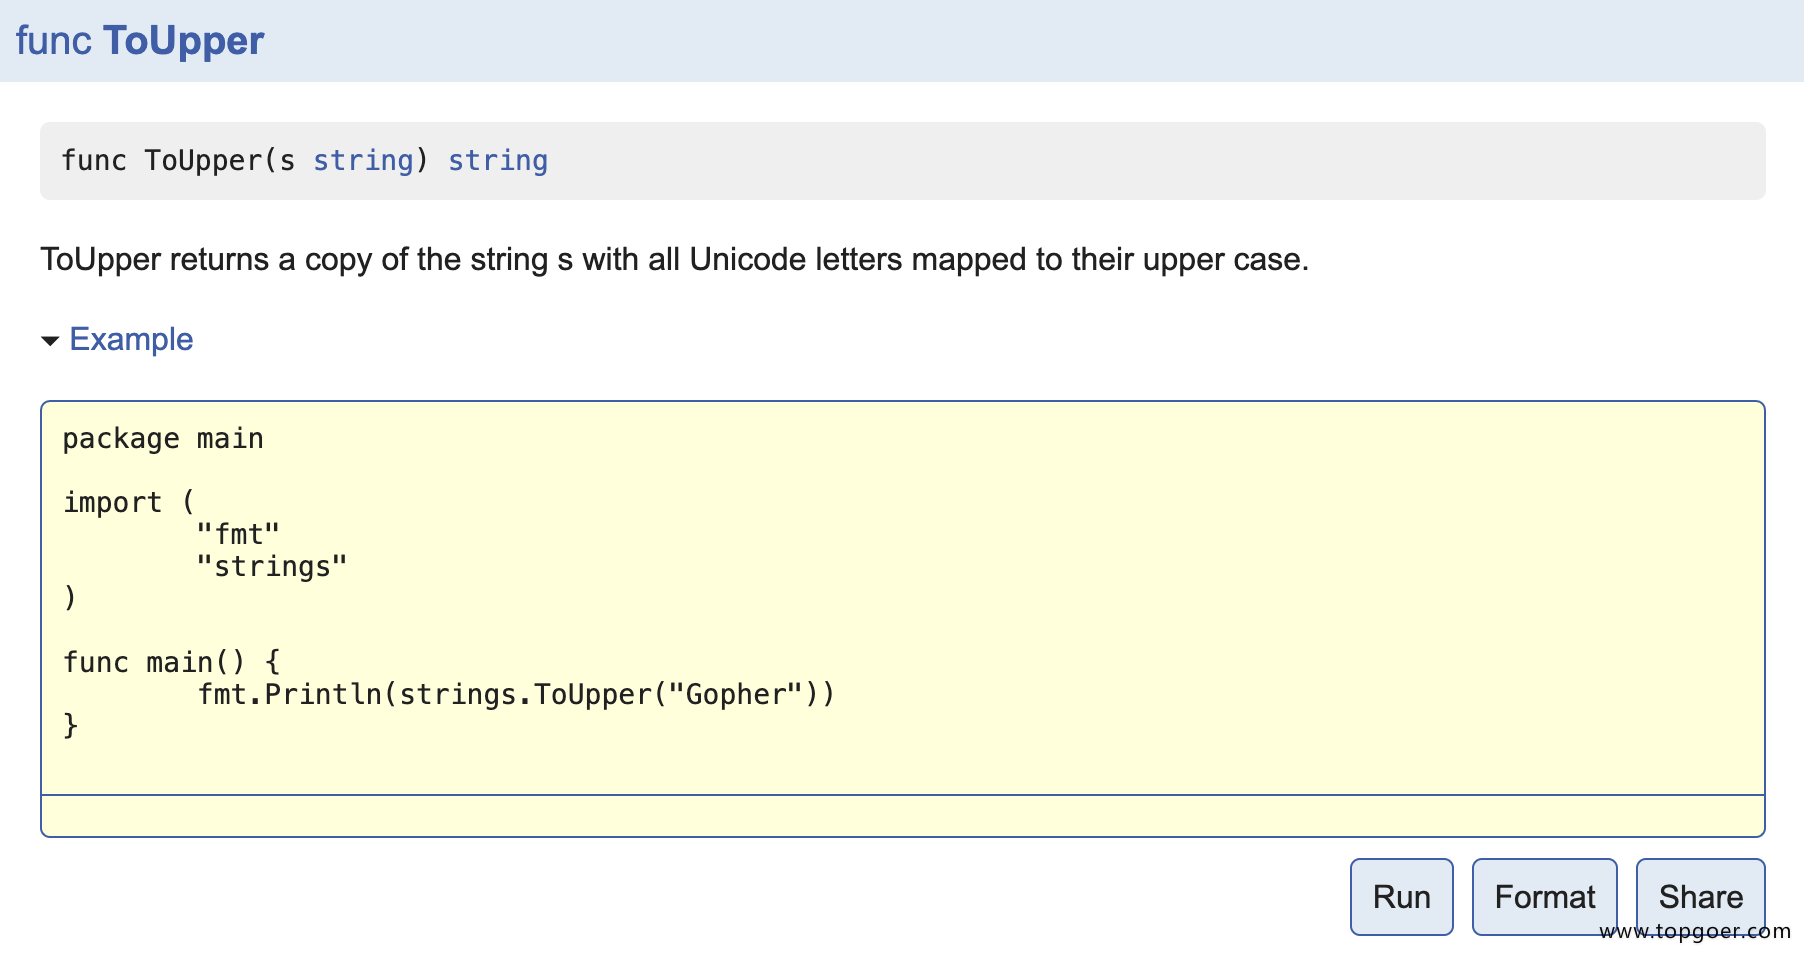 func ToUpper
func ToUpper(s string) string
ToUpper returns a copy of the string s with all Unicode letters mapped to their upper case.
Example
package main
import (
"fmt"
"strings"
)
func main() {
fmt.Println(strings.ToUpper("Gopher"))
}
Run Format Share
www.topgoer.com